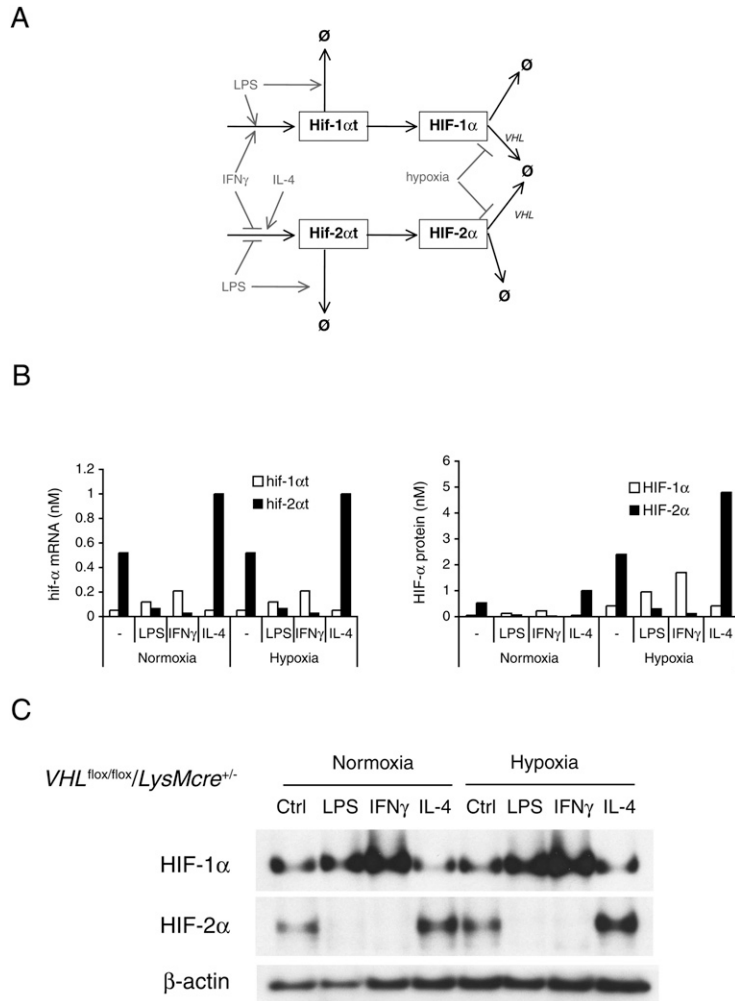 A
Ø
LPS
Ø
Hif-1αt
HIF-1α
VHL
Ø
IFNγ
IL-4
hypoxia
VHL
Hif-2αt
HIF-2α
LPS
Ø
Ø
B
hif-α mRNA (nM)
1.2
1
0.8
0.6
0.4
0.2
0
hif-1αt
hif-2αt
- LPS IFNγ IL-4 - LPS IFNγ IL-4
Normoxia Hypoxia
HIF-α protein (nM)
6
5
4
3
2
1
0
HIF-1α
HIF-2α
- LPS IFNγ IL-4 - LPS IFNγ IL-4
Normoxia Hypoxia
C
Normoxia Hypoxia
VHLflox/flox/LysMcre+/-
Ctrl LPS IFNγ IL-4 Ctrl LPS IFNγ IL-4
HIF-1α
HIF-2α
β-actin